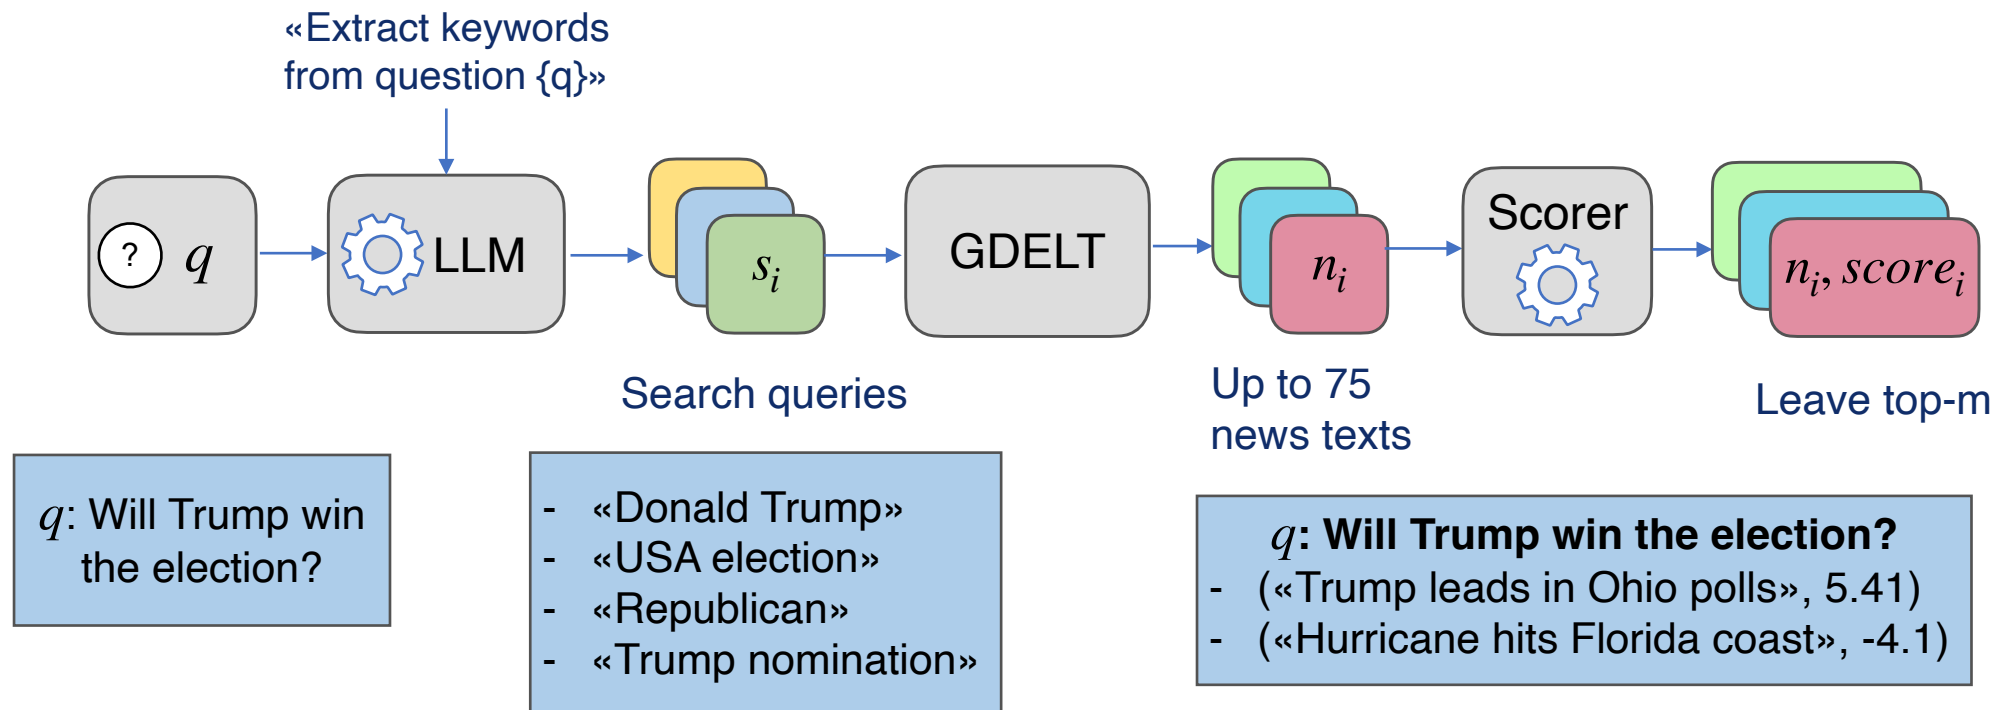 «Extract keywords
from question {q}»
? q
LLM
s_i
GDELT
n_i
Scorer
n_i, score_i
Search queries
Up to 75
news texts
Leave top-m
q: Will Trump win
the election?
- «Donald Trump»
- «USA election»
- «Republican»
- «Trump nomination»
q: Will Trump win the election?
- («Trump leads in Ohio polls», 5.41)
- («Hurricane hits Florida coast», -4.1)